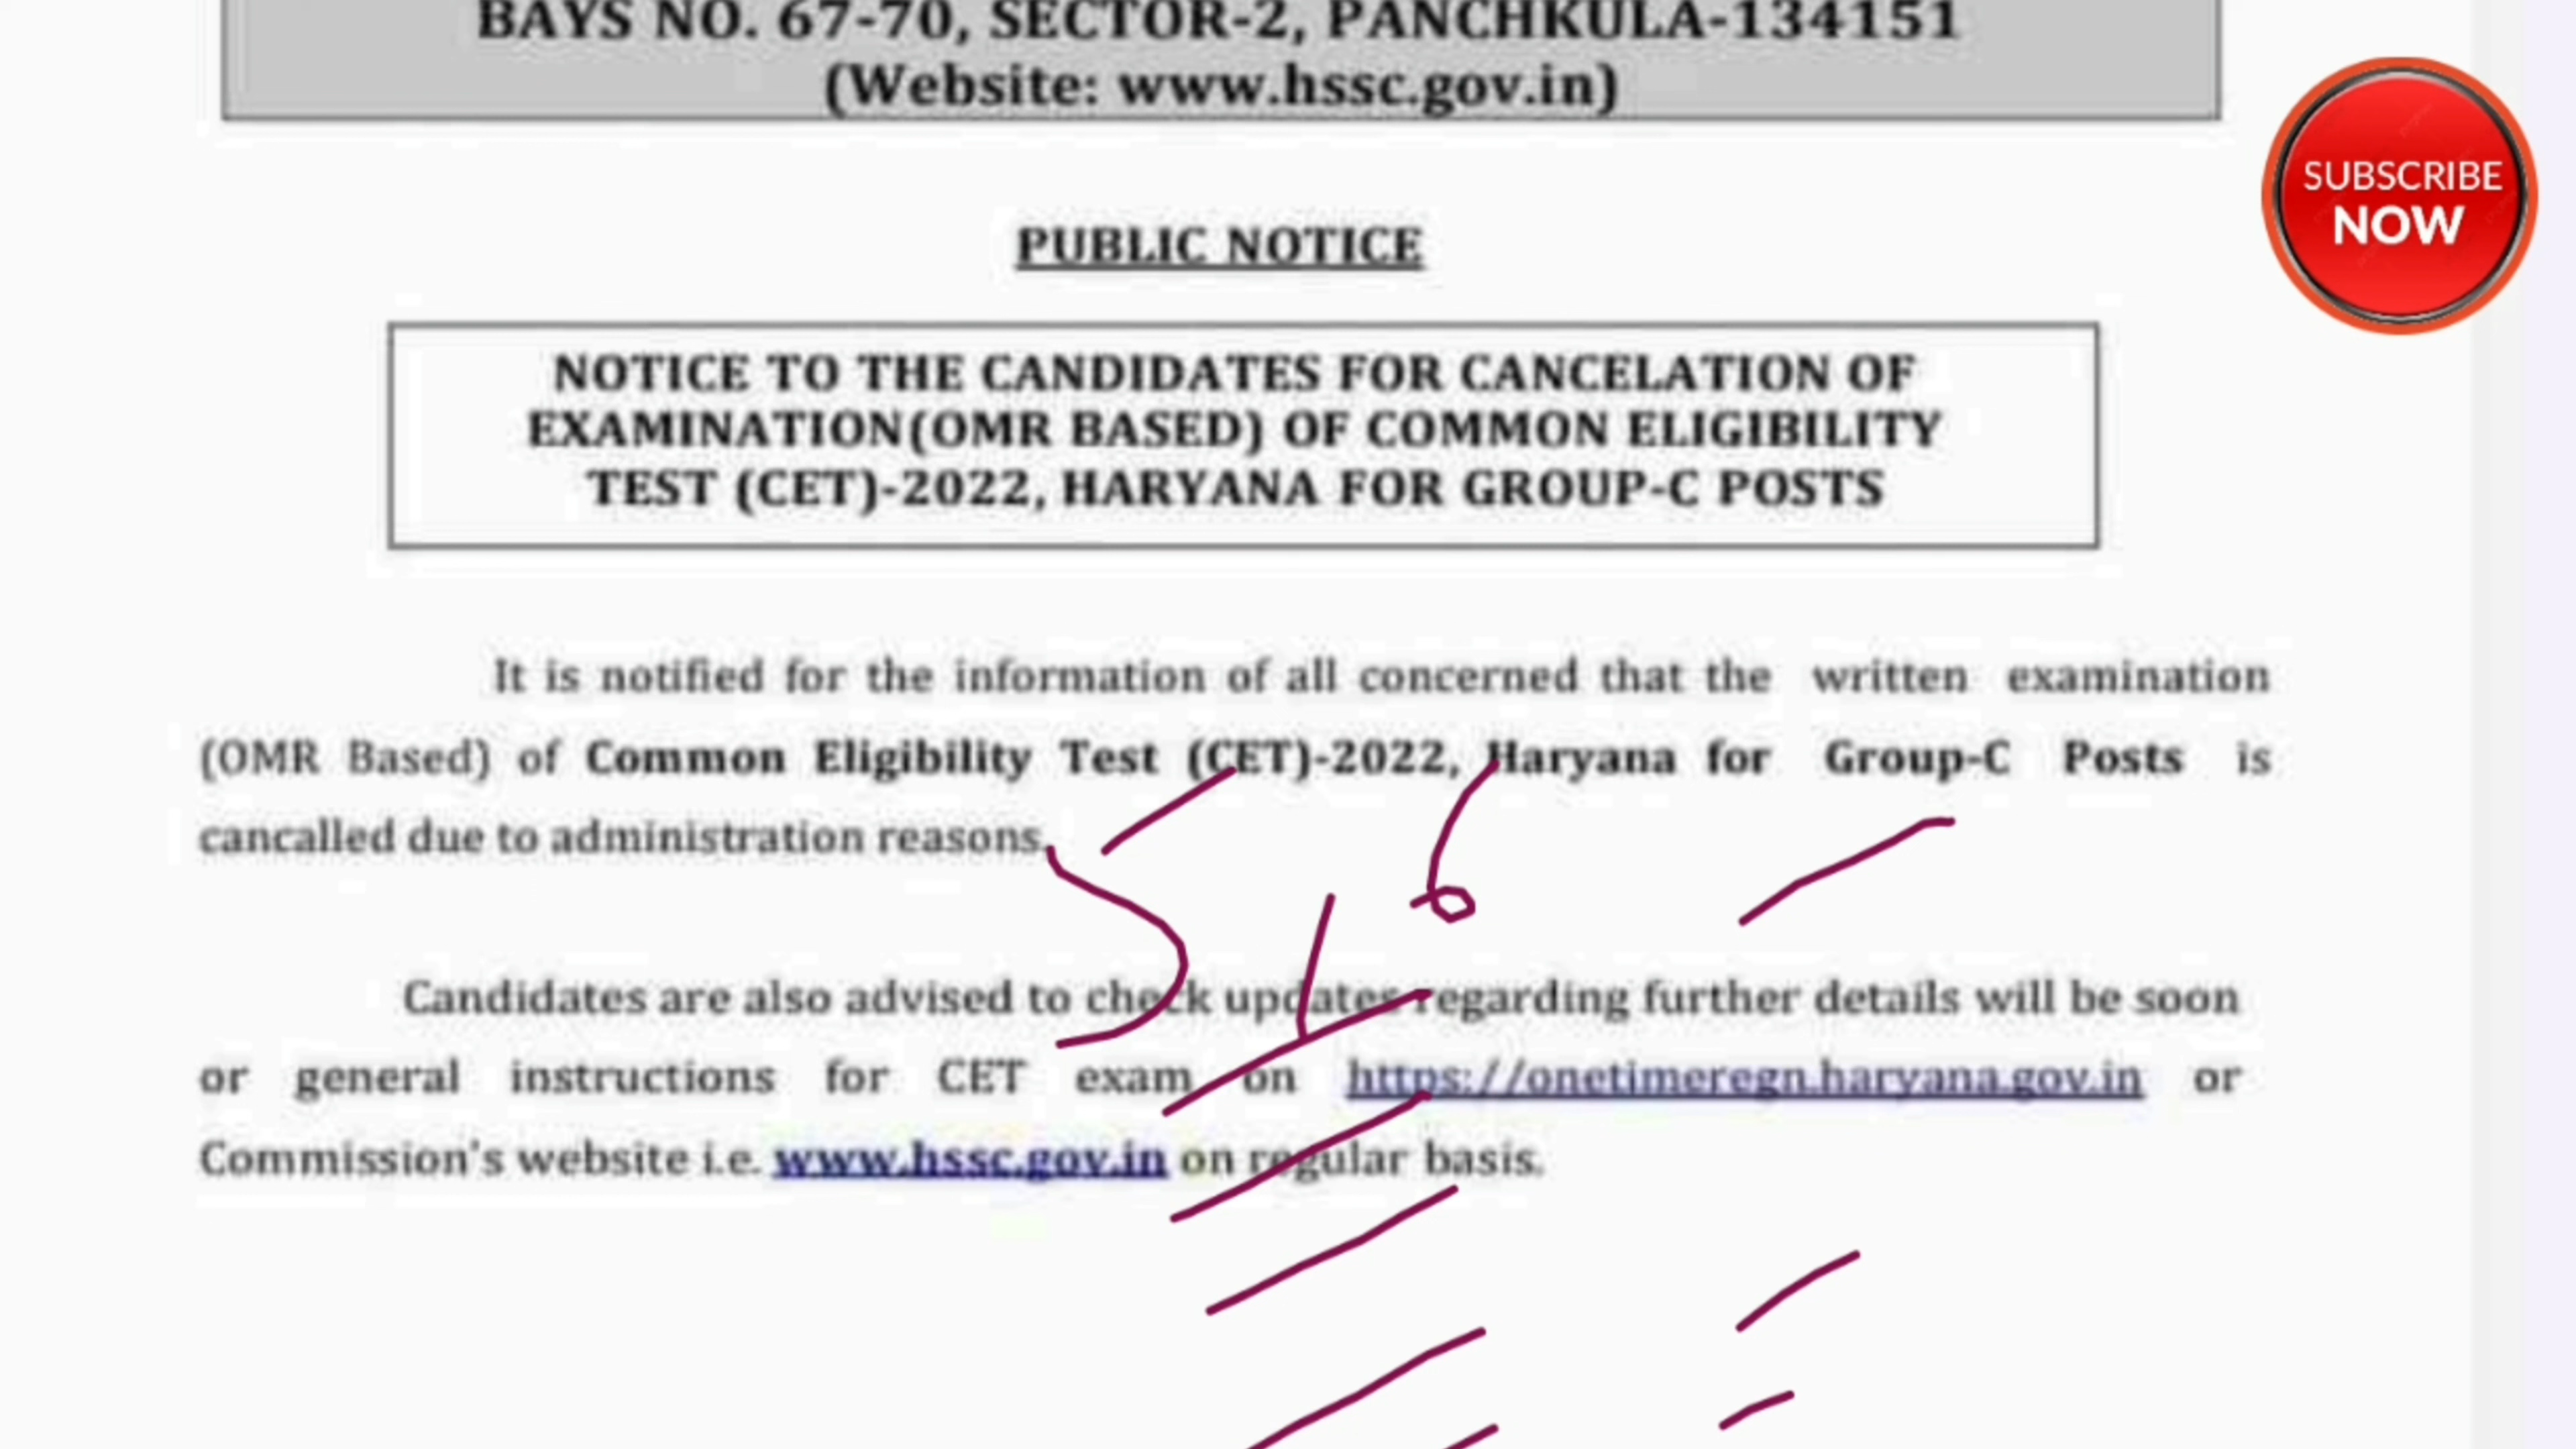 BAYS NO. 67-70, SECTOR-2, PANCHKULA-134151
(Website: www.hssc.gov.in)
SUBSCRIBE
NOW
PUBLIC NOTICE
NOTICE TO THE CANDIDATES FOR CANCELATION OF
EXAMINATION(OMR BASED) OF COMMON ELIGIBILITY
TEST (CET)-2022, HARYANA FOR GROUP-C POSTS
It is notified for the information of all concerned that the written examination
(OMR Based) of Common Eligibility Test (CET)-2022, Haryana for Group-C Posts is
cancalled due to administration reasons.
Candidates are also advised to check updates regarding further details will be soon
or general instructions for CET exam on https://onetimeregn.haryana.gov.in or
Commission's website i.e. www.hssc.gov.in on regular basis.